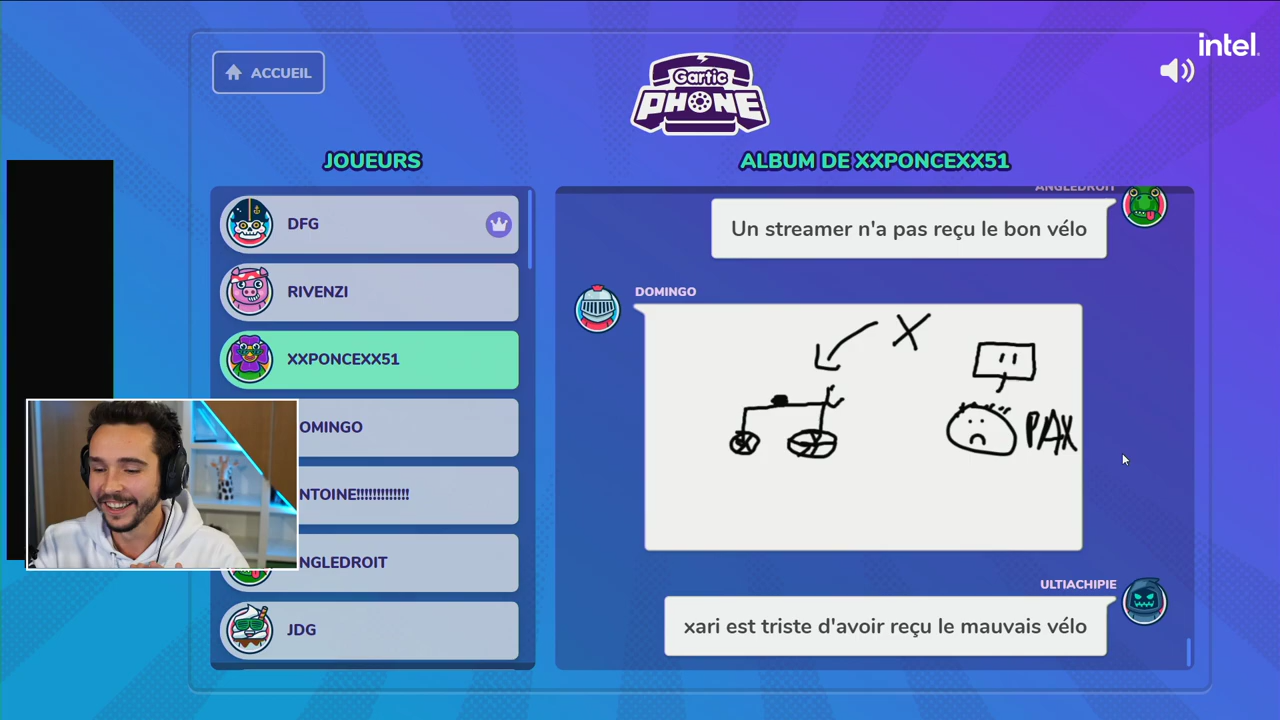 intel.
ACCUEIL
Gartic
PHONE
JOUEURS
ALBUM DE XXPONCEXX51
DFG
RIVENZI
XXPONCEXX51
OMINGO
NTOINE!!!!!!!!!!!!!
NGLEDROIT
JDG
ANGLEDROIT
Un streamer n'a pas reçu le bon vélo
DOMINGO
X
PAX
ULTIACHIPIE
xari est triste d'avoir reçu le mauvais vélo